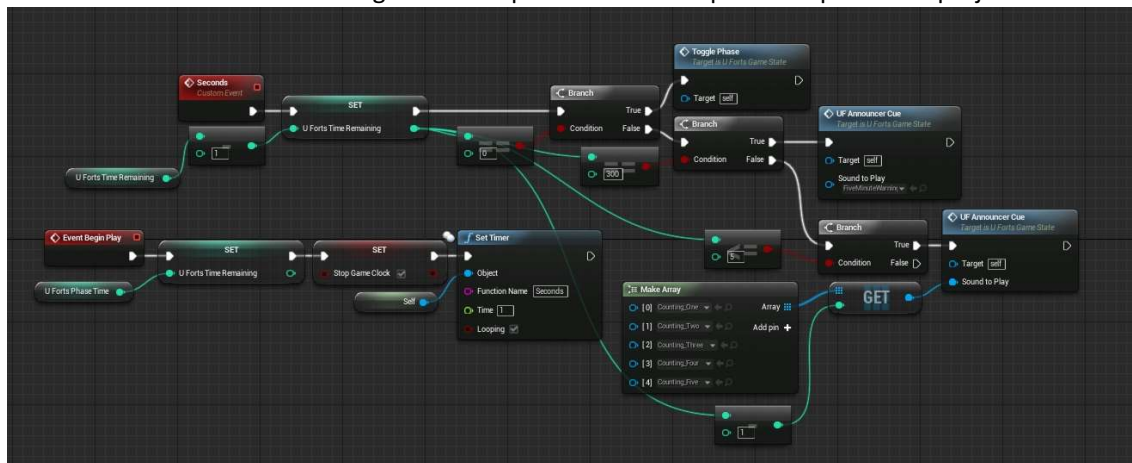 Toggle Phase
Target is U Forts Game State
Target self
Seconds
Custom Event
SET
U Forts Time Remaining
Branch
True
Condition
False
Branch
True
Condition
False
UF Announcer Cue
Target is U Forts Game State
Target self
Sound to Play
FiveMinuteWarning
1
U Forts Time Remaining
0
300
Event Begin Play
SET
U Forts Time Remaining
U Forts Phase Time
SET
Stop Game Clock
Self
Set Timer
Object
Function Name Seconds
Time 1
Looping
5
Branch
True
Condition
False
UF Announcer Cue
Target is U Forts Game State
Target self
Sound to Play
Make Array
[0] Counting_One
Array
[1] Counting_Two
Add pin
[2] Counting_Three
[3] Counting_Four
[4] Counting_Five
GET
1